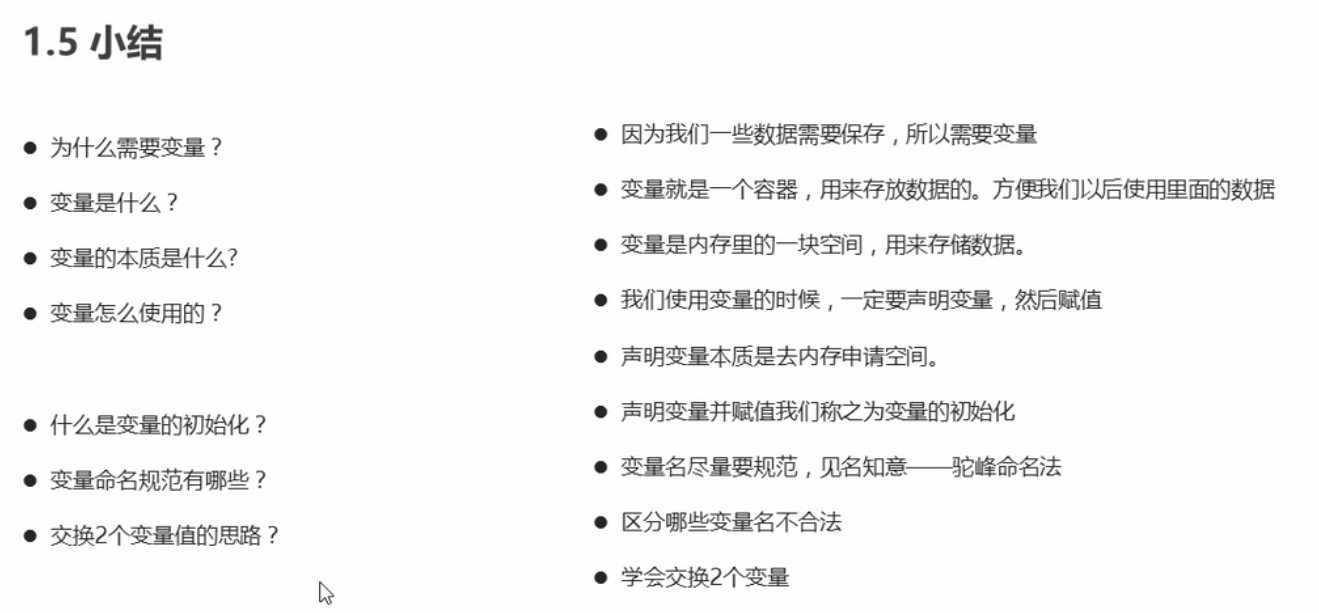 1.5 小结
为什么需要变量？
变量是什么？
变量的本质是什么?
变量怎么使用的？
什么是变量的初始化？
变量命名规范有哪些？
交换2个变量值的思路？
因为我们一些数据需要保存，所以需要变量
变量就是一个容器，用来存放数据的。方便我们以后使用里面的数据
变量是内存里的一块空间，用来存储数据。
我们使用变量的时候，一定要声明变量，然后赋值
声明变量本质是去内存申请空间。
声明变量并赋值我们称之为变量的初始化
变量名尽量要规范，见名知意——驼峰命名法
区分哪些变量名不合法
学会交换2个变量